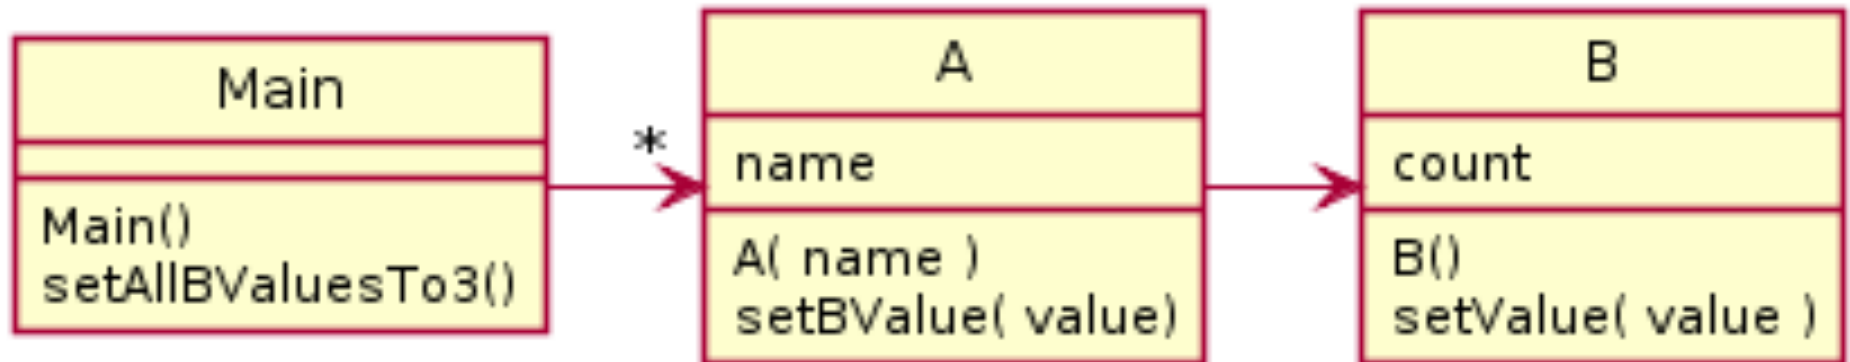 Main
Main()
setAllBValuesTo3()
*
A
name
A( name )
setBValue( value)
B
count
B()
setValue( value )